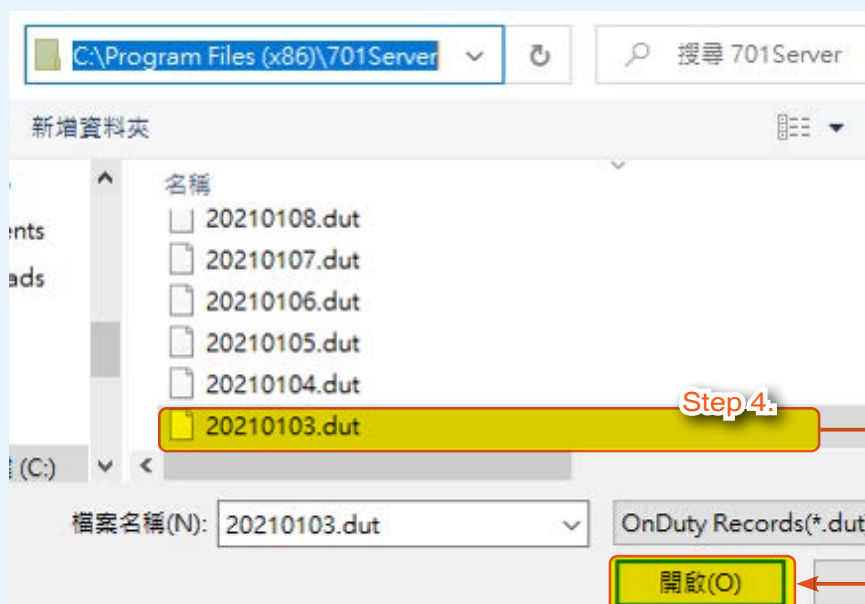 C:\Program Files (x86)\701Server
搜尋 701Server
新增資料夾
名稱
20210108.dut
ents
20210107.dut
ads
20210106.dut
20210105.dut
20210104.dut
Step 4.
20210103.dut
(C:)
檔案名稱(N): 20210103.dut
OnDuty Records(*.dut
開啟(O)